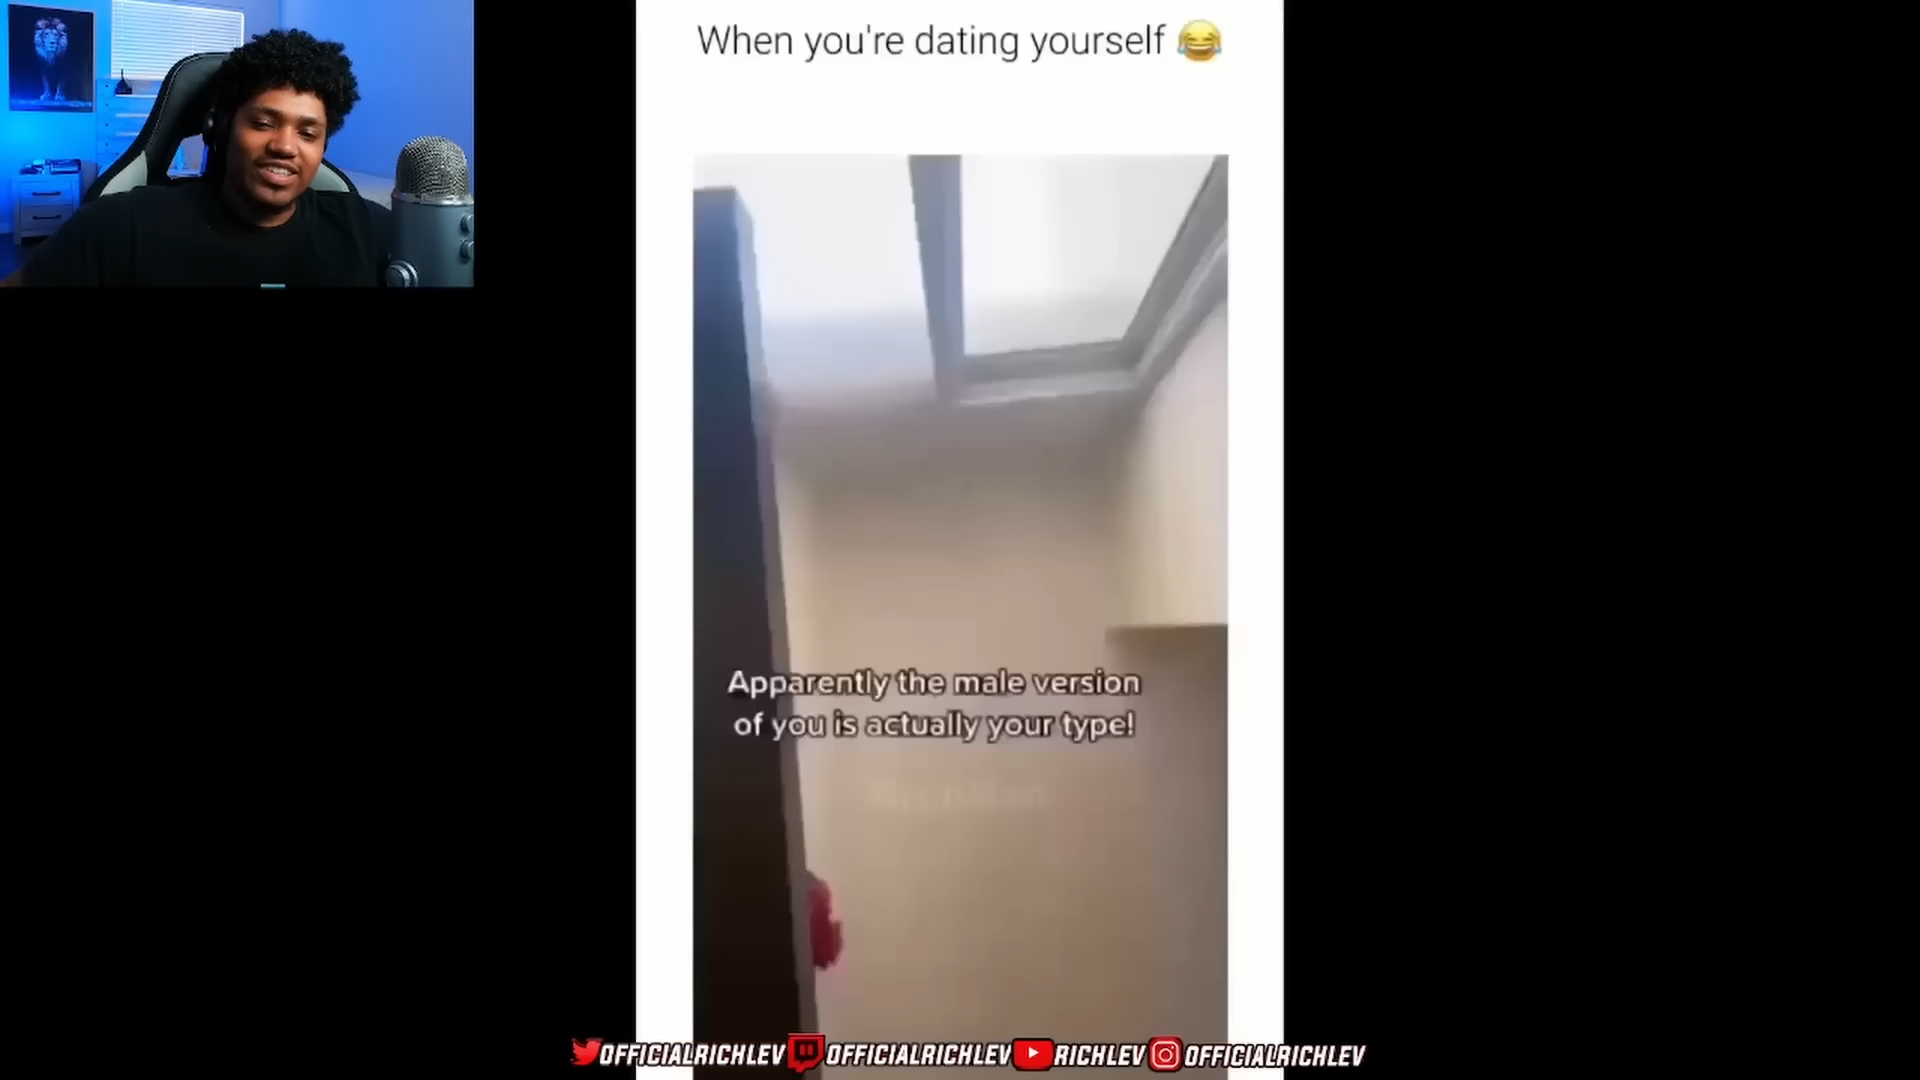 When you're dating yourself 😂
Apparently the male version
of you is actually your type!
OFFICIALRICHLEV OFFICIALRICHLEV RICHLEV OFFICIALRICHLEV